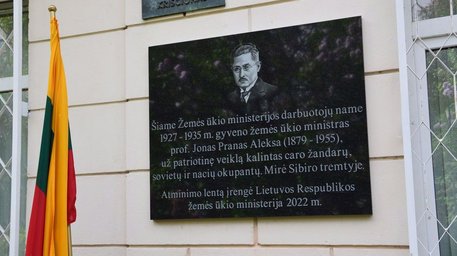 KRISČIONA
Šiame Žemės ūkio ministerijos darbuotojų name
1927 - 1935 m. gyveno žemės ūkio ministras
prof. Jonas Pranas Aleksa (1879 - 1955),
už patriotinę veiklą kalintas caro žandarų,
sovietų ir nacių okupantų. Mirė Sibiro tremtyje.
Atminimo lentą įrengė Lietuvos Respublikos
žemės ūkio ministerija 2022 m.